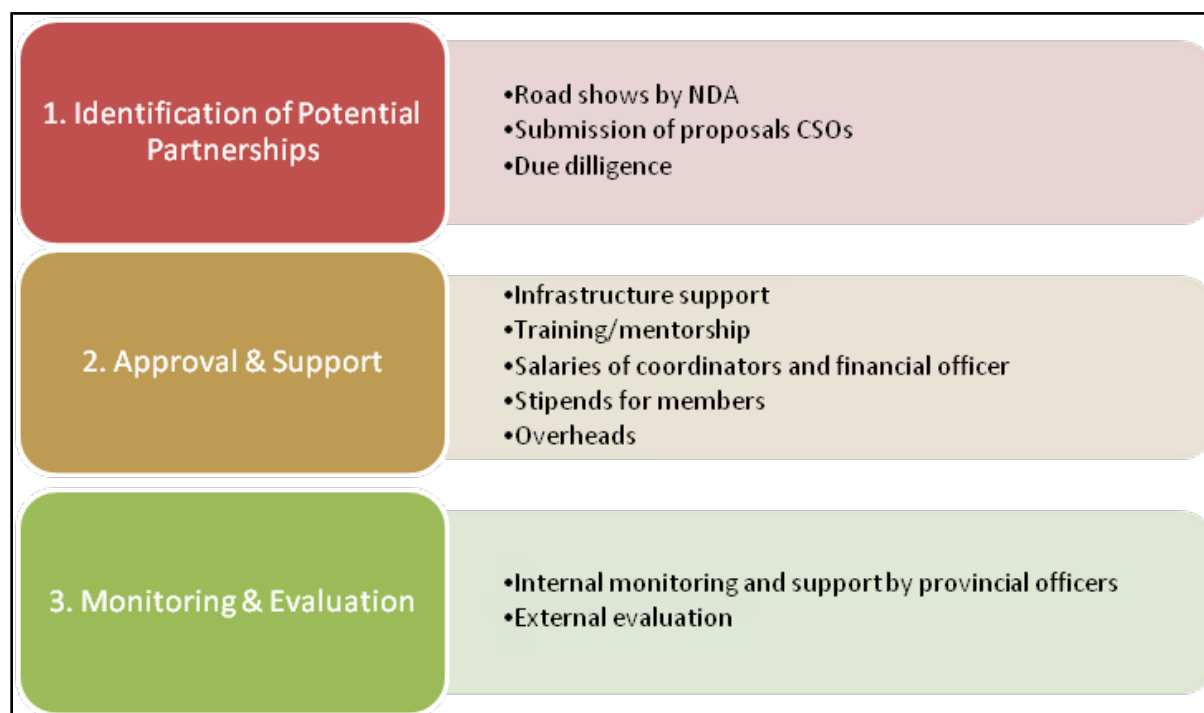 1. Identification of Potential
Partnerships
•Road shows by NDA
•Submission of proposals CSOs
•Due dilligence
2. Approval & Support
•Infrastructure support
•Training/mentorship
•Salaries of coordinators and financial officer
•Stipends for members
•Overheads
3. Monitoring & Evaluation
•Internal monitoring and support by provincial officers
•External evaluation